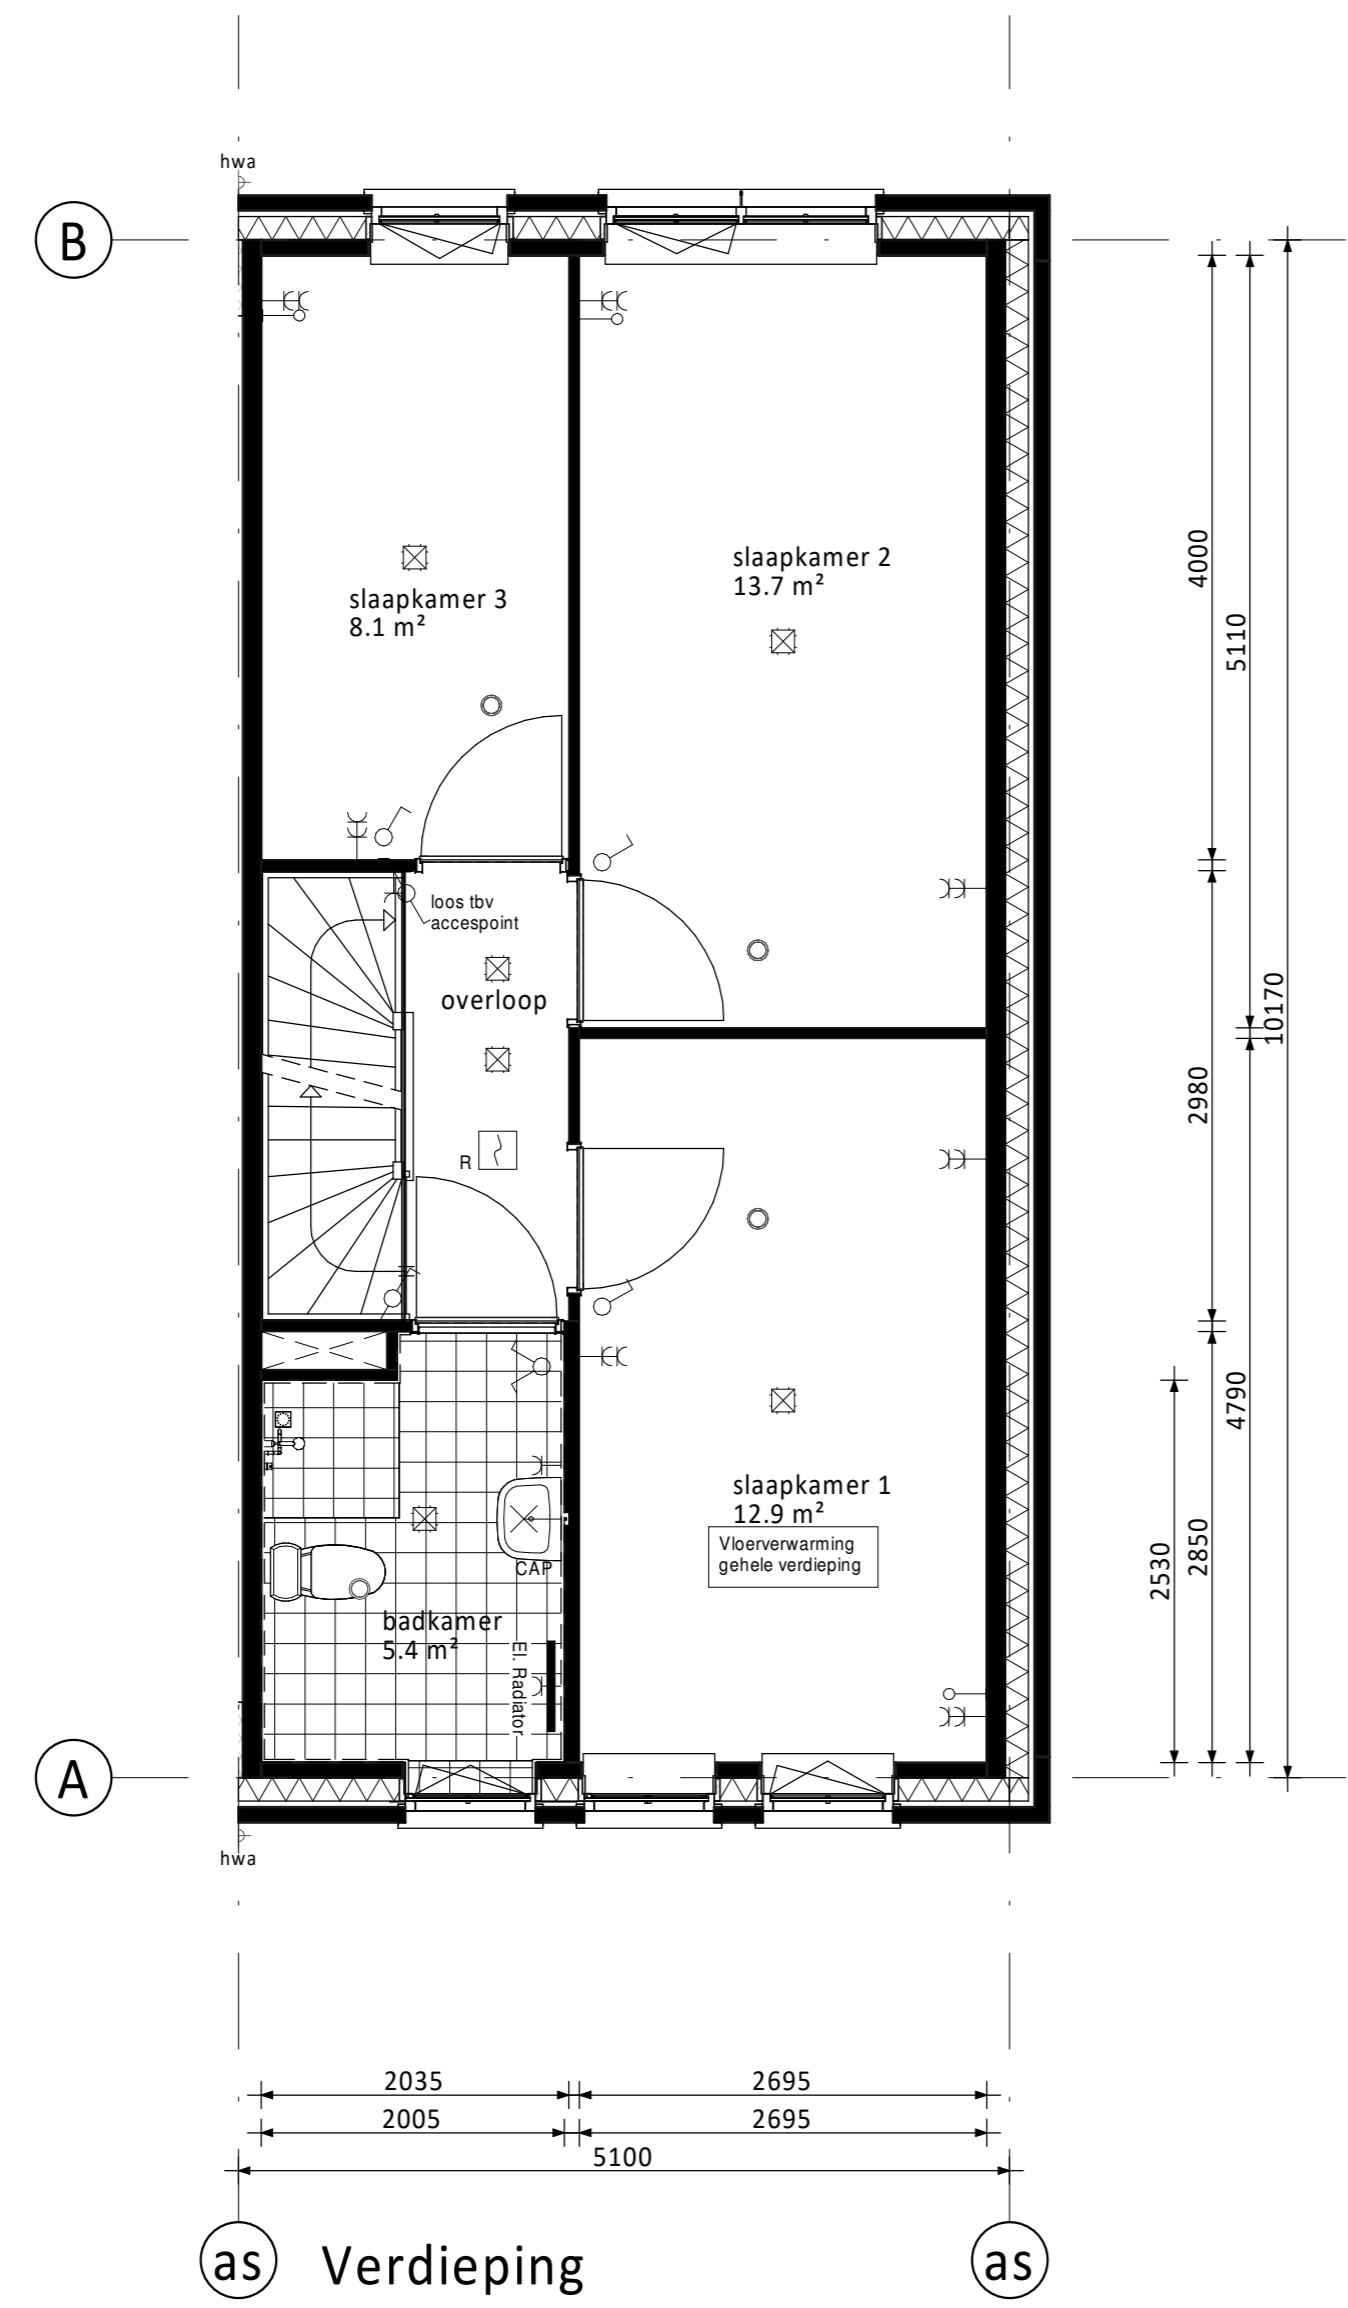 hwa
B
slaapkamer 2
13.7 m²
slaapkamer 3
8.1 m²
4000
5110
loos tbv
accespoint
overloop
10170
2980
R
4790
slaapkamer 1
12.9 m²
Vloerverwarming
gehele verdieping
2530
2850
CAP
badkamer
5.4 m²
El. Radiator
A
hwa
2035
2695
2005
2695
5100
as
Verdieping
as